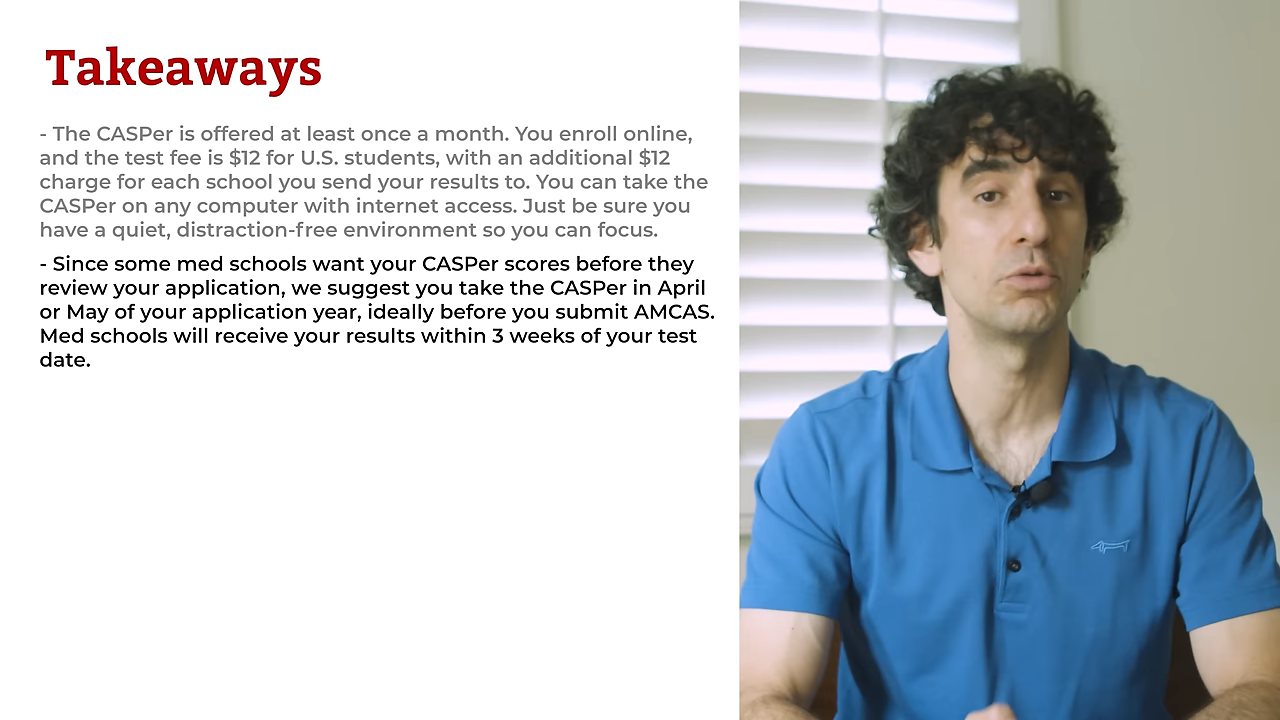 Takeaways
- The CASPer is offered at least once a month. You enroll online,
and the test fee is $12 for U.S. students, with an additional $12
charge for each school you send your results to. You can take the
CASPer on any computer with internet access. Just be sure you
have a quiet, distraction-free environment so you can focus.
- Since some med schools want your CASPer scores before they
review your application, we suggest you take the CASPer in April
or May of your application year, ideally before you submit AMCAS.
Med schools will receive your results within 3 weeks of your test
date.